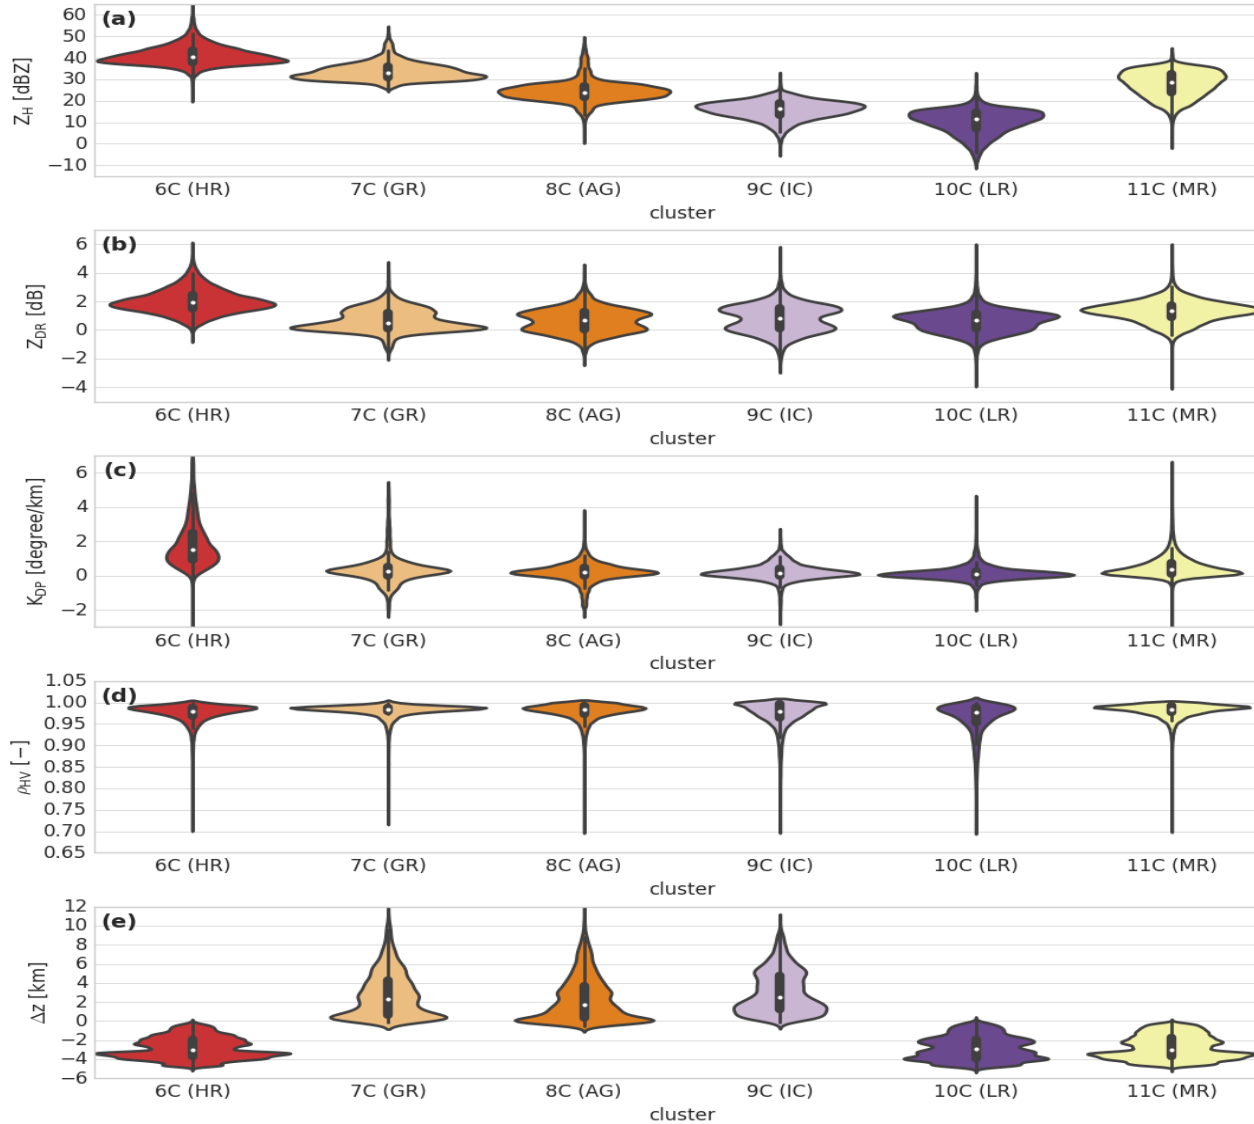 (a)
60
50
40
30
20
10
0
−10
Z_H [dBZ]
6C (HR) 7C (GR) 8C (AG) 9C (IC) 10C (LR) 11C (MR)
cluster
(b)
6
4
2
0
−2
−4
Z_DR [dB]
6C (HR) 7C (GR) 8C (AG) 9C (IC) 10C (LR) 11C (MR)
cluster
(c)
6
4
2
0
−2
K_DP [degree/km]
6C (HR) 7C (GR) 8C (AG) 9C (IC) 10C (LR) 11C (MR)
cluster
(d)
1.05
1.00
0.95
0.90
0.85
0.80
0.75
0.70
0.65
ρ_HV [−]
6C (HR) 7C (GR) 8C (AG) 9C (IC) 10C (LR) 11C (MR)
cluster
(e)
12
10
8
6
4
2
0
−2
−4
−6
Δz [km]
6C (HR) 7C (GR) 8C (AG) 9C (IC) 10C (LR) 11C (MR)
cluster